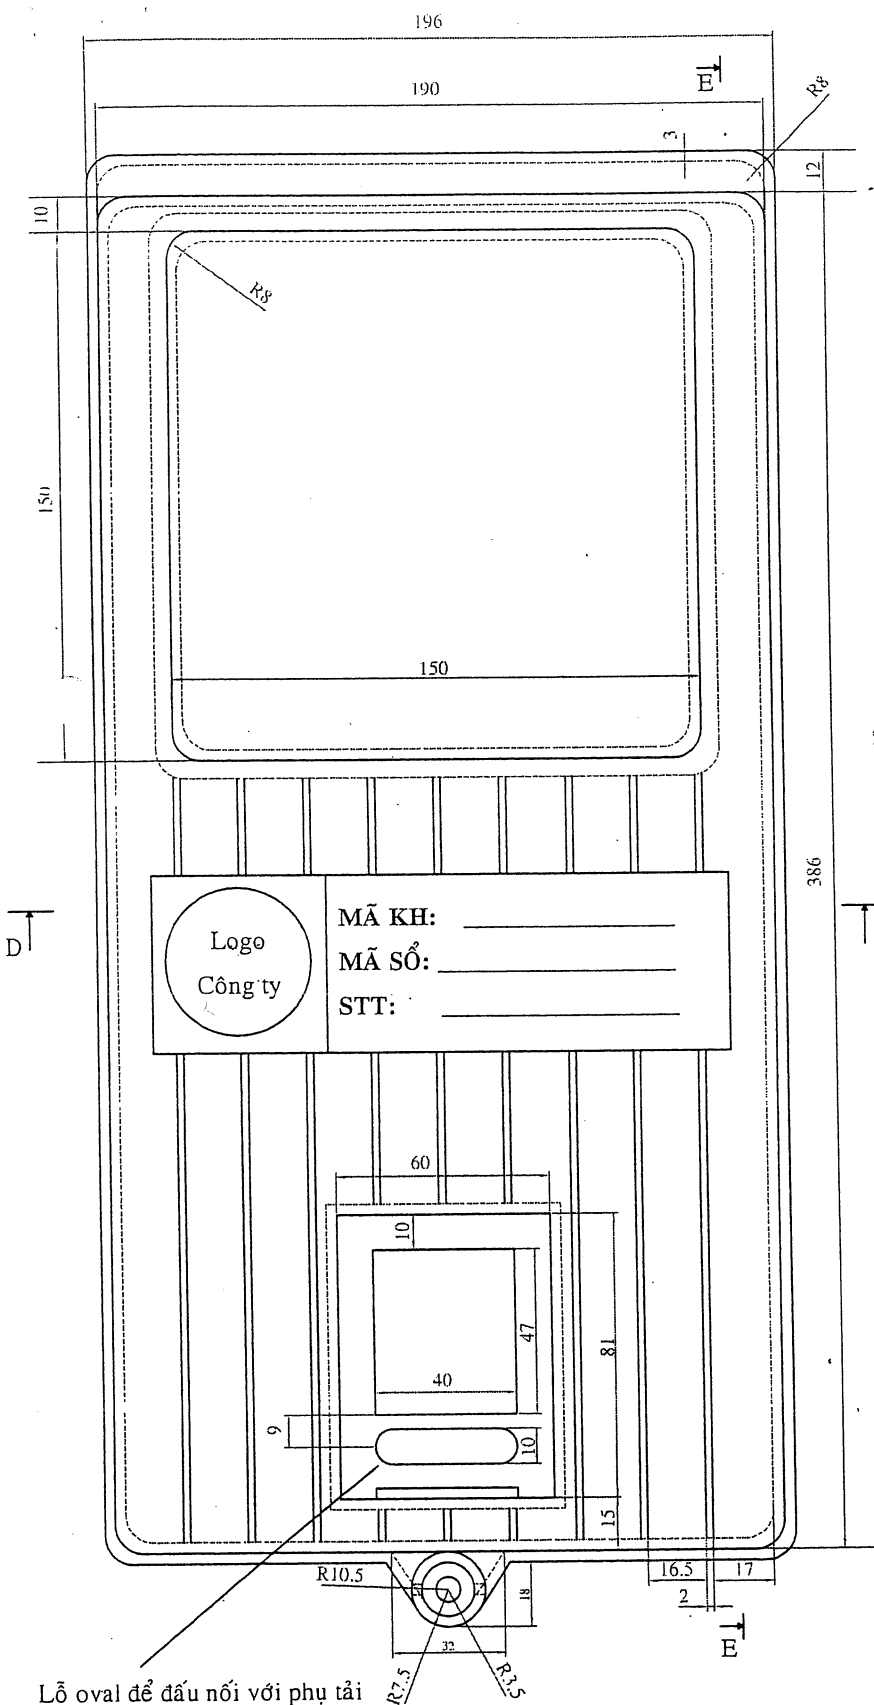 196
E
190
R8
3
12
10
R8
150
150
386
D
Logo
Công ty
MÃ KH:
MÃ SỔ:
STT:
60
10
47
81
40
9
10
15
R10.5
16.5
17
18
2
32
E
R7.5
R3.5
Lỗ oval để đấu nối với phụ tải